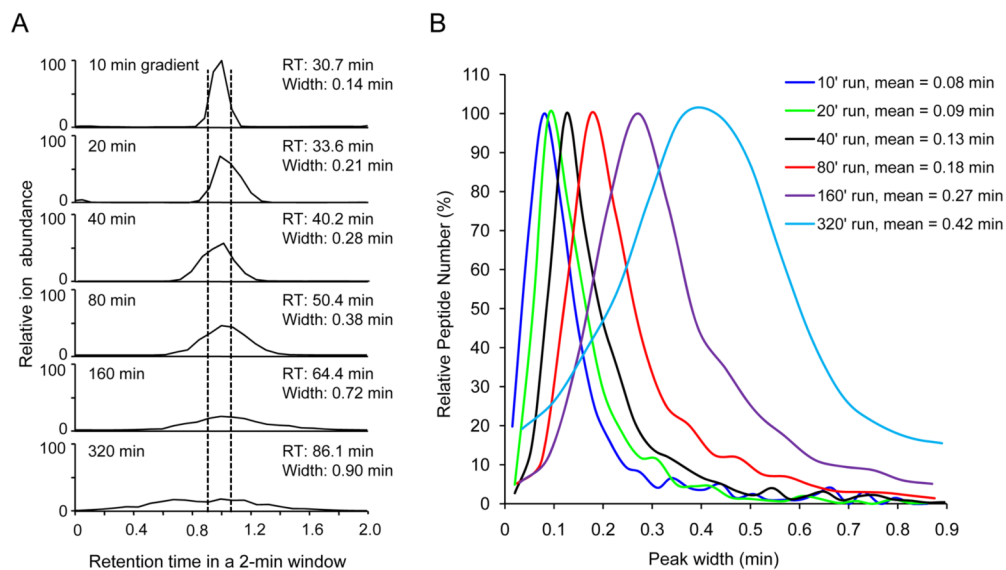 A
B
Relative ion abundance
100
10 min gradient
RT: 30.7 min
Width: 0.14 min
0
100
20 min
RT: 33.6 min
Width: 0.21 min
0
100
40 min
RT: 40.2 min
Width: 0.28 min
0
100
80 min
RT: 50.4 min
Width: 0.38 min
0
100
160 min
RT: 64.4 min
Width: 0.72 min
0
100
320 min
RT: 86.1 min
Width: 0.90 min
0
0.0 0.4 0.8 1.2 1.6 2.0
Retention time in a 2-min window
Relative Peptide Number (%)
110
100
90
80
70
60
50
40
30
20
10
0
0 0.1 0.2 0.3 0.4 0.5 0.6 0.7 0.8 0.9
Peak width (min)
10' run, mean = 0.08 min
20' run, mean = 0.09 min
40' run, mean = 0.13 min
80' run, mean = 0.18 min
160' run, mean = 0.27 min
320' run, mean = 0.42 min